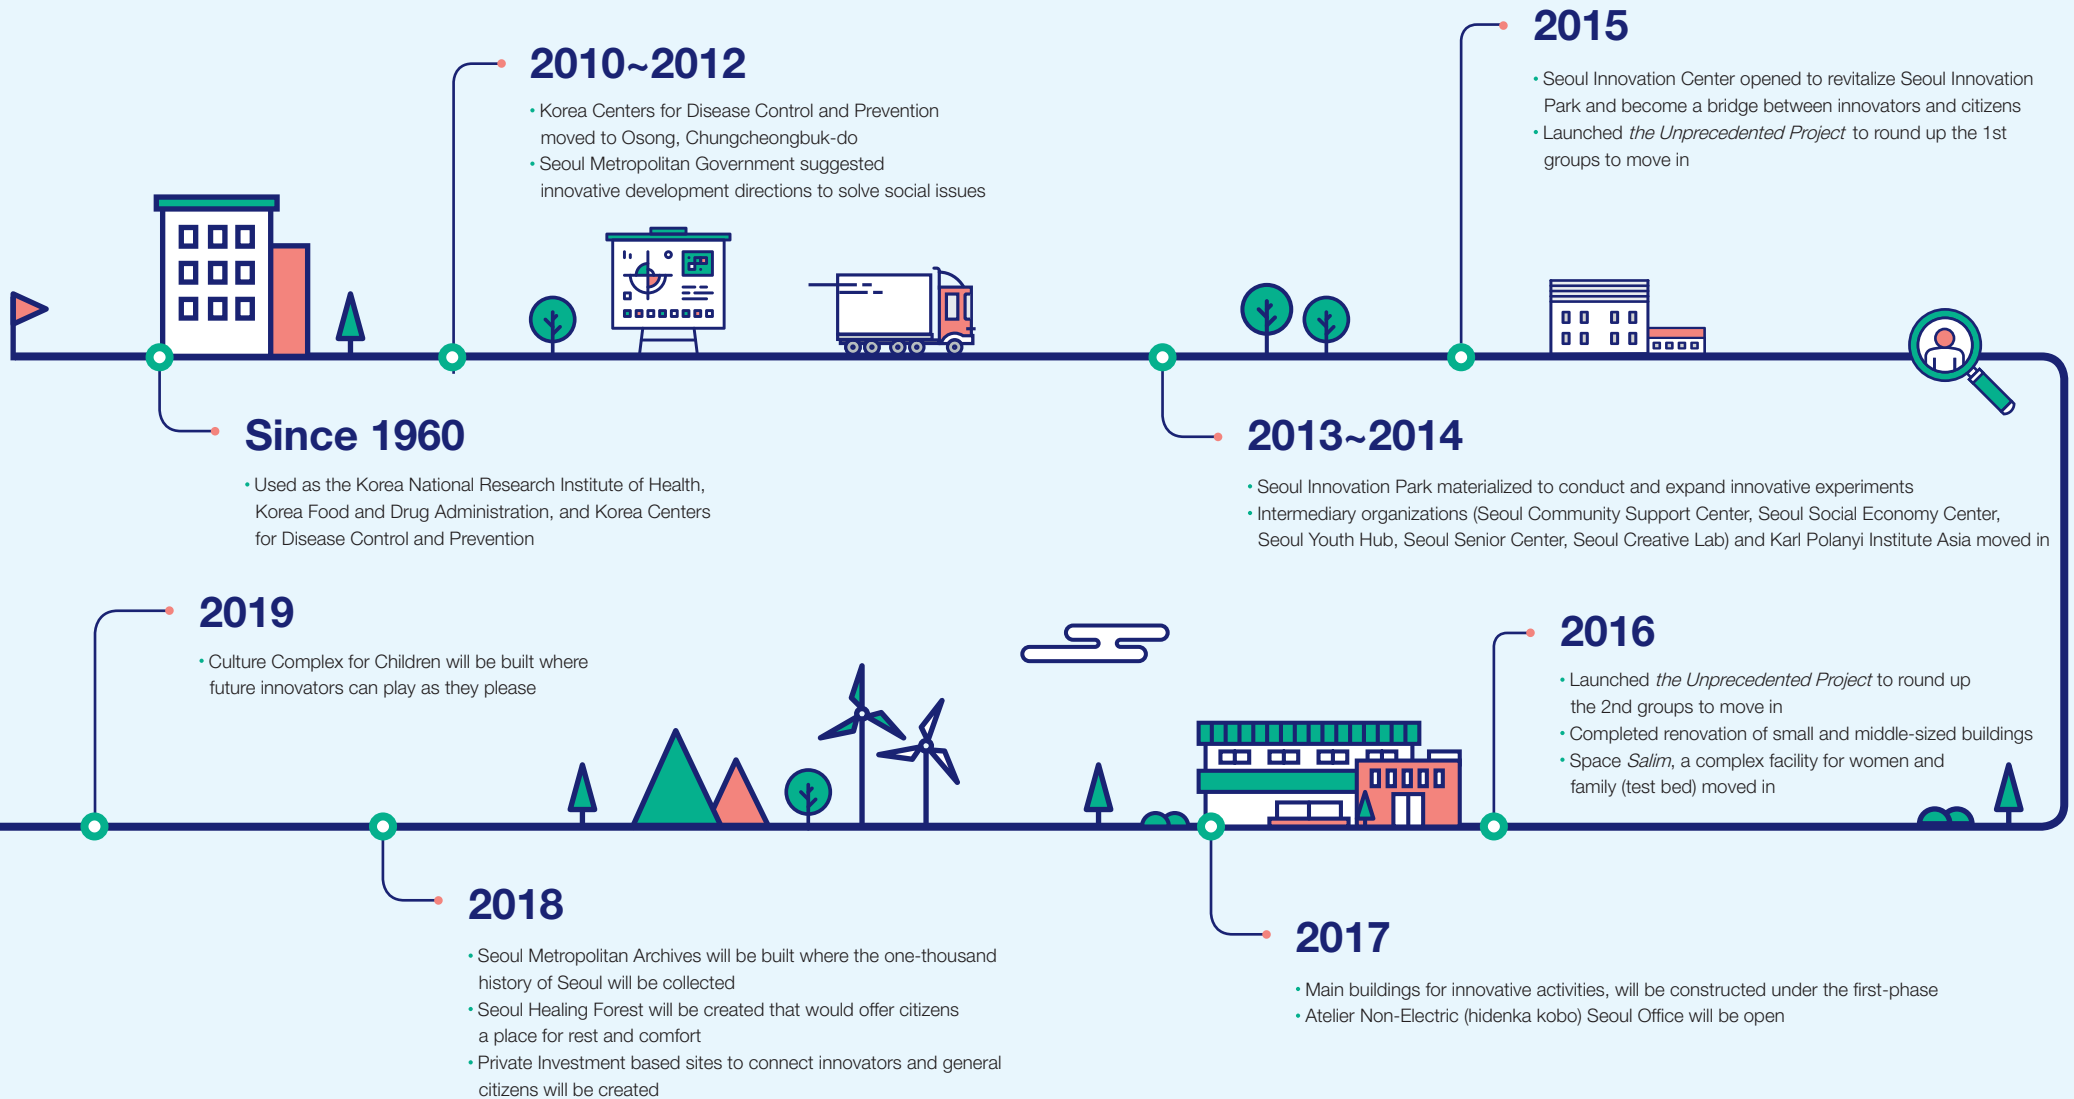 Since 1960
• Used as the Korea National Research Institute of Health,
Korea Food and Drug Administration, and Korea Centers
for Disease Control and Prevention
2010~2012
• Korea Centers for Disease Control and Prevention
moved to Osong, Chungcheongbuk-do
• Seoul Metropolitan Government suggested
innovative development directions to solve social issues
2013~2014
• Seoul Innovation Park materialized to conduct and expand innovative experiments
• Intermediary organizations (Seoul Community Support Center, Seoul Social Economy Center,
Seoul Youth Hub, Seoul Senior Center, Seoul Creative Lab) and Karl Polanyi Institute Asia moved in
2015
• Seoul Innovation Center opened to revitalize Seoul Innovation
Park and become a bridge between innovators and citizens
• Launched the Unprecedented Project to round up the 1st
groups to move in
2016
• Launched the Unprecedented Project to round up
the 2nd groups to move in
• Completed renovation of small and middle-sized buildings
• Space Salim, a complex facility for women and
family (test bed) moved in
2017
• Main buildings for innovative activities, will be constructed under the first-phase
• Atelier Non-Electric (hidenka kobo) Seoul Office will be open
2018
• Seoul Metropolitan Archives will be built where the one-thousand
history of Seoul will be collected
• Seoul Healing Forest will be created that would offer citizens
a place for rest and comfort
• Private Investment based sites to connect innovators and general
citizens will be created
2019
• Culture Complex for Children will be built where
future innovators can play as they please